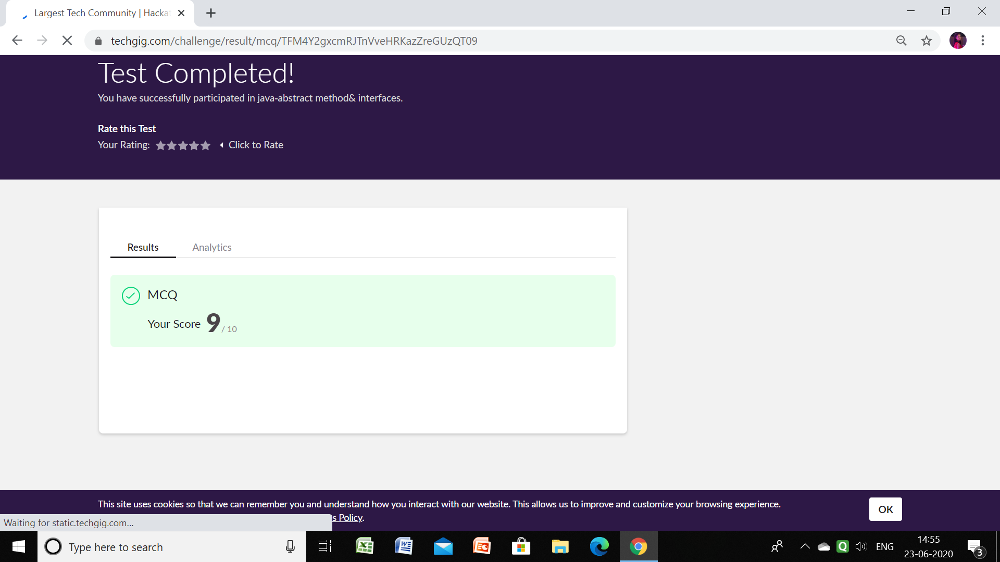 Largest Tech Community | Hacka
techgig.com/challenge/result/mcq/TFM4Y2gxcmRJTnVveHRKazZreGUzQT09
Test Completed!
You have successfully participated in java-abstract method& interfaces.
Rate this Test
Your Rating: Click to Rate
Results Analytics
MCQ
Your Score 9 / 10
This site uses cookies so that we can remember you and understand how you interact with our website. This allows us to improve and customize your browsing experience.
s Policy.
OK
Waiting for static.techgig.com...
Type here to search
ENG
14:55
23-06-2020
3